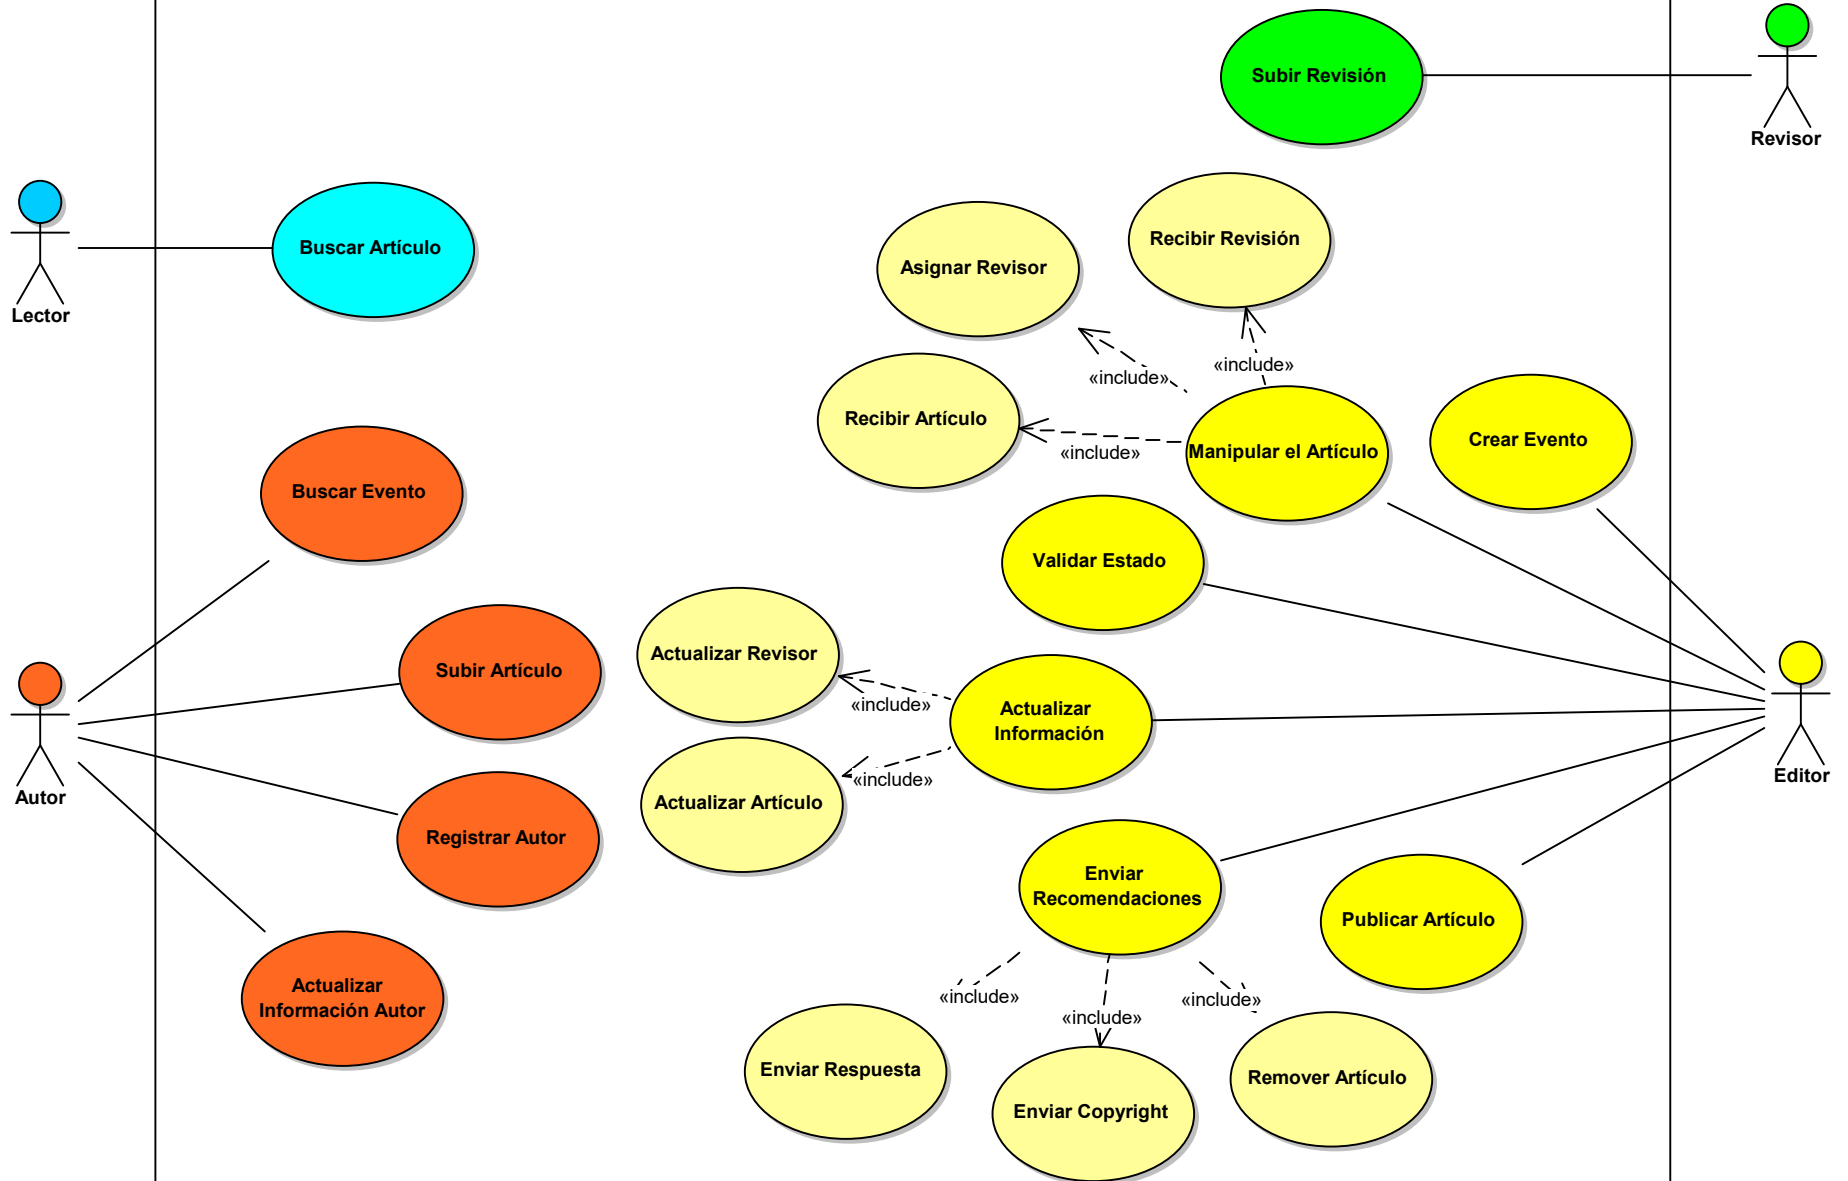 Subir Revisión
Revisor
Buscar Artículo
Lector
Recibir Revisión
Asignar Revisor
«include»
«include»
Recibir Artículo
«include»
Manipular el Artículo
Crear Evento
Buscar Evento
Validar Estado
Subir Artículo
Autor
Actualizar Revisor
«include»
Actualizar
Información
Editor
Actualizar Artículo
«include»
Registrar Autor
Enviar
Recomendaciones
Publicar Artículo
Actualizar
Información Autor
«include»
«include»
«include»
Enviar Respuesta
Enviar Copyright
Remover Artículo